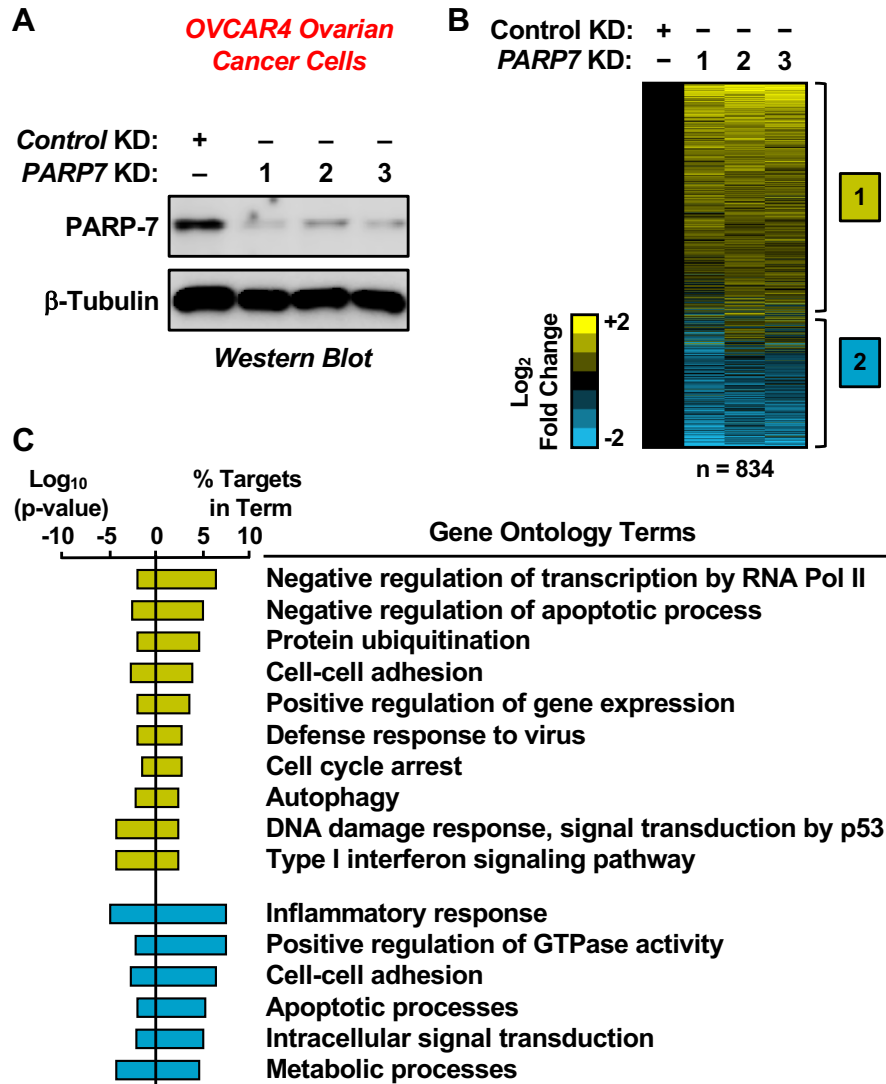 A
OVCAR4 Ovarian
Cancer Cells
Control KD: + – – –
PARP7 KD: – 1 2 3
PARP-7
β-Tubulin
Western Blot
B
Control KD: + – – –
PARP7 KD: – 1 2 3
1
2
Log2
Fold Change
+2
-2
n = 834
C
Log10
(p-value)
% Targets
in Term
-10 -5 0 5 10
Gene Ontology Terms
Negative regulation of transcription by RNA Pol II
Negative regulation of apoptotic process
Protein ubiquitination
Cell-cell adhesion
Positive regulation of gene expression
Defense response to virus
Cell cycle arrest
Autophagy
DNA damage response, signal transduction by p53
Type I interferon signaling pathway
Inflammatory response
Positive regulation of GTPase activity
Cell-cell adhesion
Apoptotic processes
Intracellular signal transduction
Metabolic processes